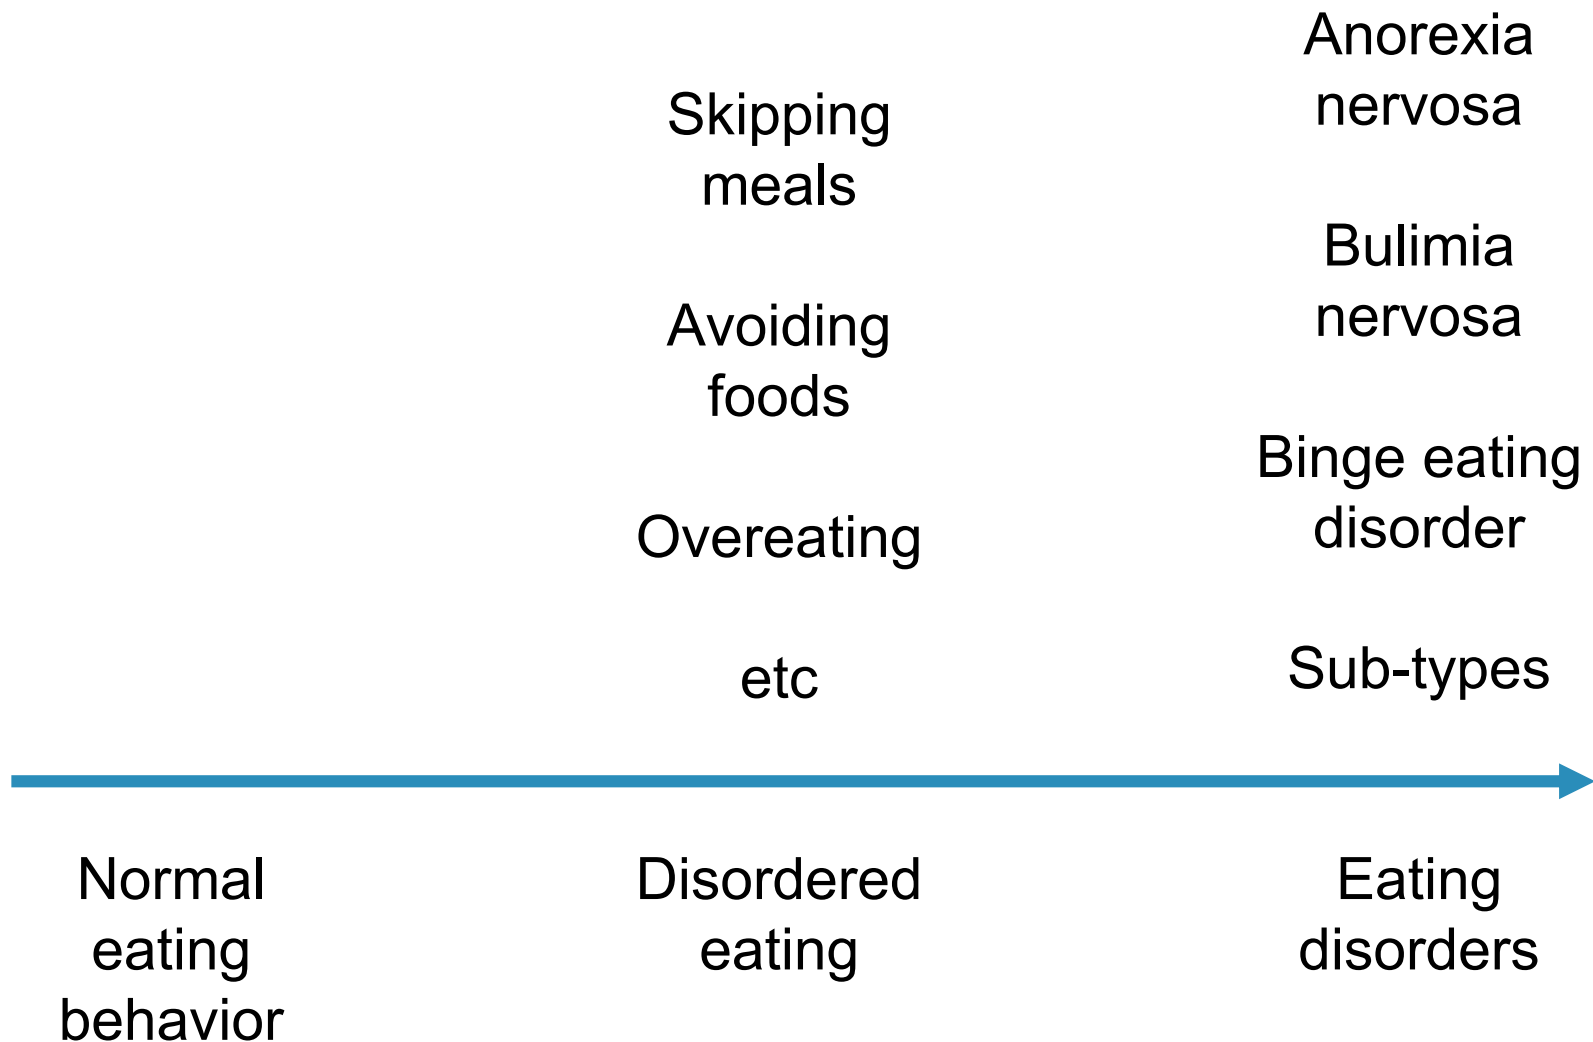 Skipping
meals
Avoiding
foods
Overeating
etc
Anorexia
nervosa
Bulimia
nervosa
Binge eating
disorder
Sub-types
Normal
eating
behavior
Disordered
eating
Eating
disorders